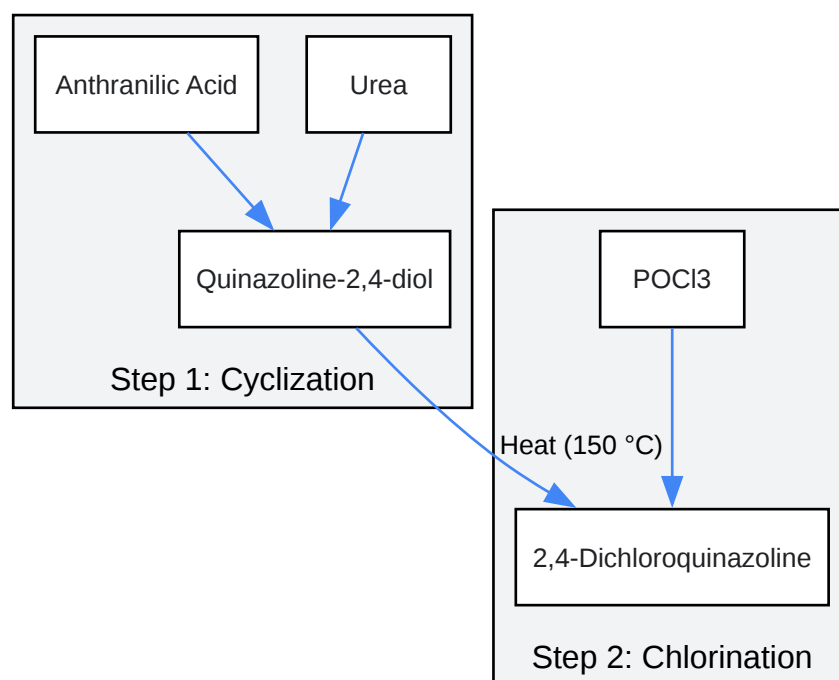 Anthranilic Acid
Urea
Quinazoline-2,4-diol
Step 1: Cyclization
POCl3
Heat (150 °C)
2,4-Dichloroquinazoline
Step 2: Chlorination